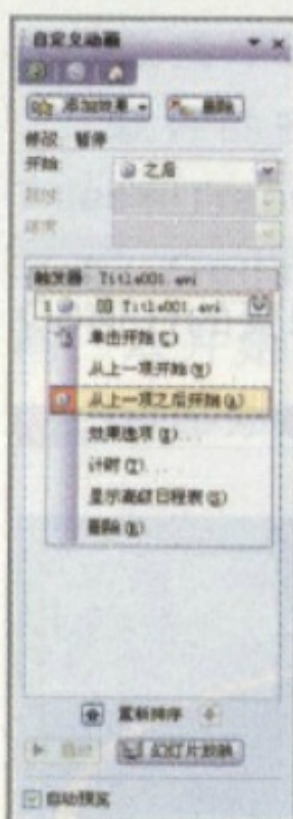 自定义动画
添加效果 删除
修改: 暂停
开始: 之后
触发器: Title001.avi
1 Title001.avi
单击开始(C)
从上一项开始(W)
从上一项之后开始(A)
效果选项(E)...
计时(T)...
显示高级日程表(S)
删除(R)
重新排序
播放 幻灯片放映
自动预览